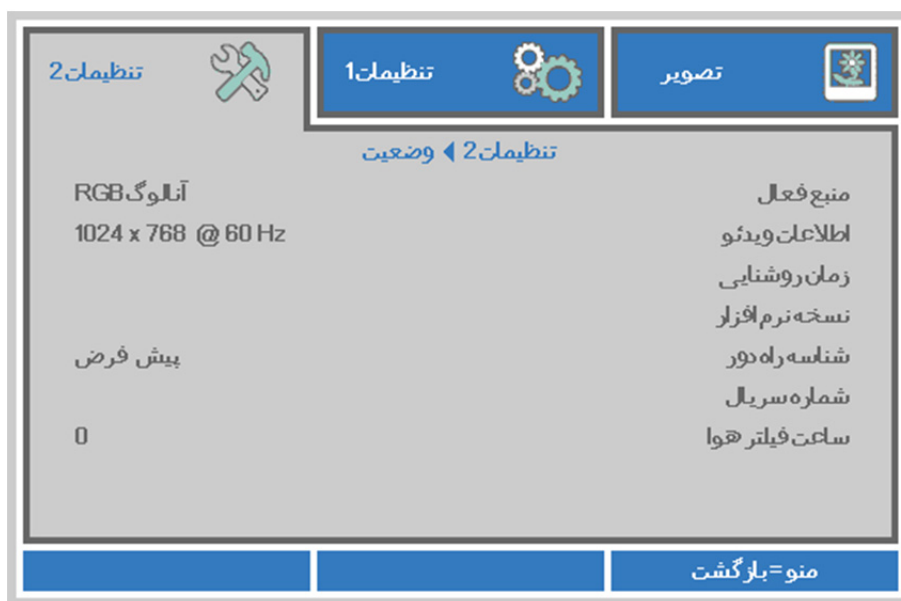 تصویر
تنظیمات1
تنظیمات2
تنظیمات2 ◀ وضعیت
منبع فعال آنالوگ RGB
اطلاعات ویدئو 1024 x 768 @ 60 Hz
زمان روشنایی
نسخه نرم افزار
شناسه راه دور پیش فرض
شماره سریال
ساعت فیلتر هوا 0
منو=بازگشت